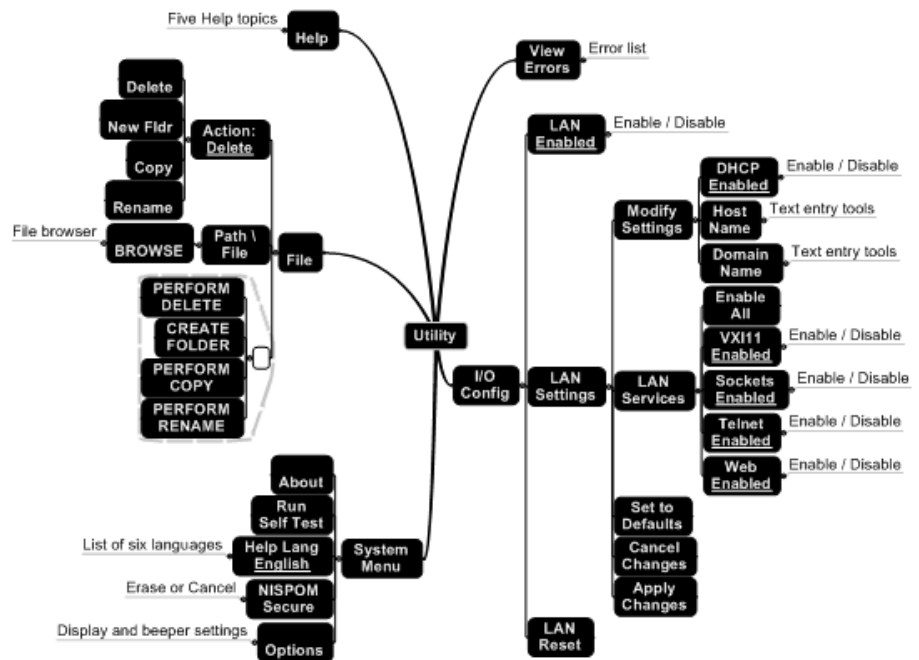 Five Help topics
Help
View
Errors
Error list
Delete
New Fldr
Copy
Rename
Action:
Delete
File browser
BROWSE
Path \
File
File
PERFORM
DELETE
CREATE
FOLDER
PERFORM
COPY
PERFORM
RENAME
Utility
I/O
Config
LAN
Enabled
Enable / Disable
LAN
Settings
Modify
Settings
DHCP
Enabled
Enable / Disable
Host
Name
Text entry tools
Domain
Name
Text entry tools
LAN
Services
Enable
All
VXI11
Enabled
Enable / Disable
Sockets
Enabled
Enable / Disable
Telnet
Enabled
Enable / Disable
Web
Enabled
Enable / Disable
Set to
Defaults
Cancel
Changes
Apply
Changes
LAN
Reset
System
Menu
About
Run
Self Test
List of six languages
Help Lang
English
Erase or Cancel
NISPOM
Secure
Display and beeper settings
Options